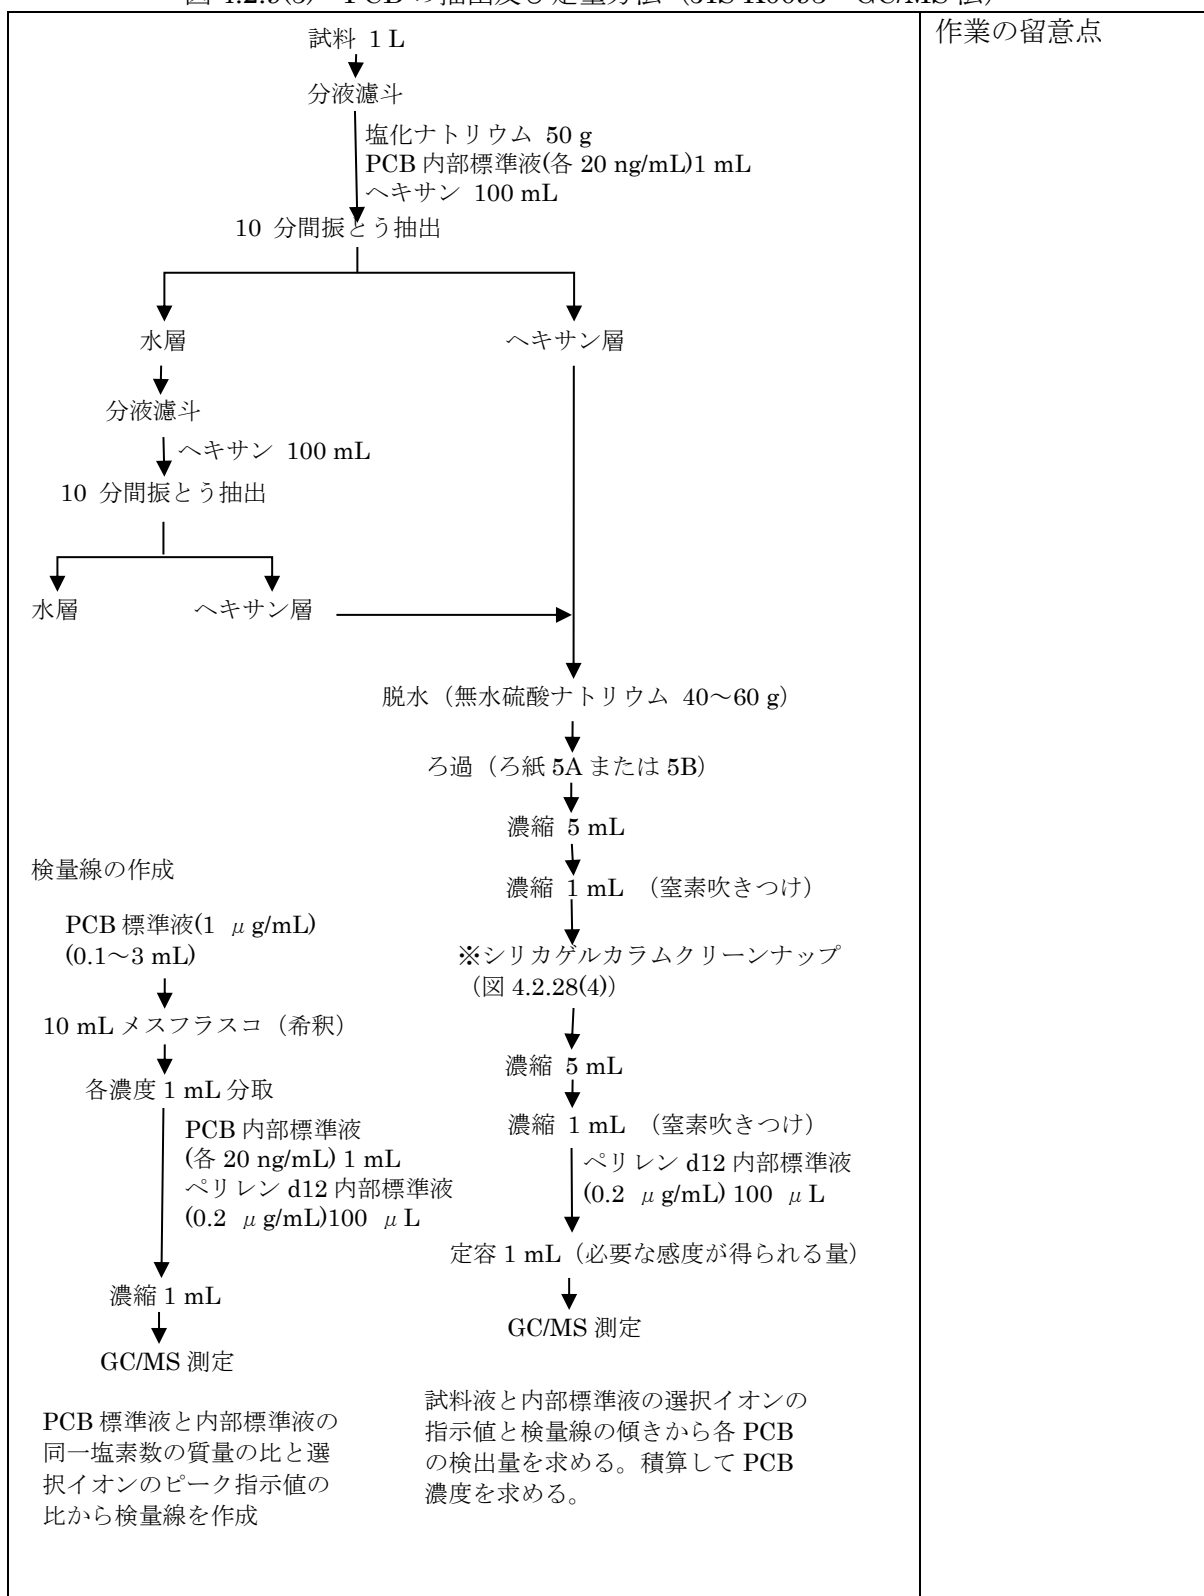 作業の留意点
試料 1 L
分液濾斗
塩化ナトリウム 50 g
PCB 内部標準液(各 20 ng/mL)1 mL
ヘキサン 100 mL
10 分間振とう抽出
水層
ヘキサン層
分液濾斗
ヘキサン 100 mL
10 分間振とう抽出
水層
ヘキサン層
脱水（無水硫酸ナトリウム 40～60 g）
ろ過（ろ紙 5A または 5B）
濃縮 5 mL
濃縮 1 mL （窒素吹きつけ）
※シリカゲルカラムクリーンナップ
（図 4.2.28(4)）
濃縮 5 mL
濃縮 1 mL （窒素吹きつけ）
ペリレン d12 内部標準液
(0.2 μg/mL) 100 μL
定容 1 mL（必要な感度が得られる量）
GC/MS 測定
試料液と内部標準液の選択イオンの
指示値と検量線の傾きから各 PCB
の検出量を求める。積算して PCB
濃度を求める。
検量線の作成
PCB 標準液(1 μg/mL)
(0.1～3 mL)
10 mL メスフラスコ（希釈）
各濃度 1 mL 分取
PCB 内部標準液
(各 20 ng/mL) 1 mL
ペリレン d12 内部標準液
(0.2 μg/mL)100 μL
濃縮 1 mL
GC/MS 測定
PCB 標準液と内部標準液の
同一塩素数の質量の比と選
択イオンのピーク指示値の
比から検量線を作成